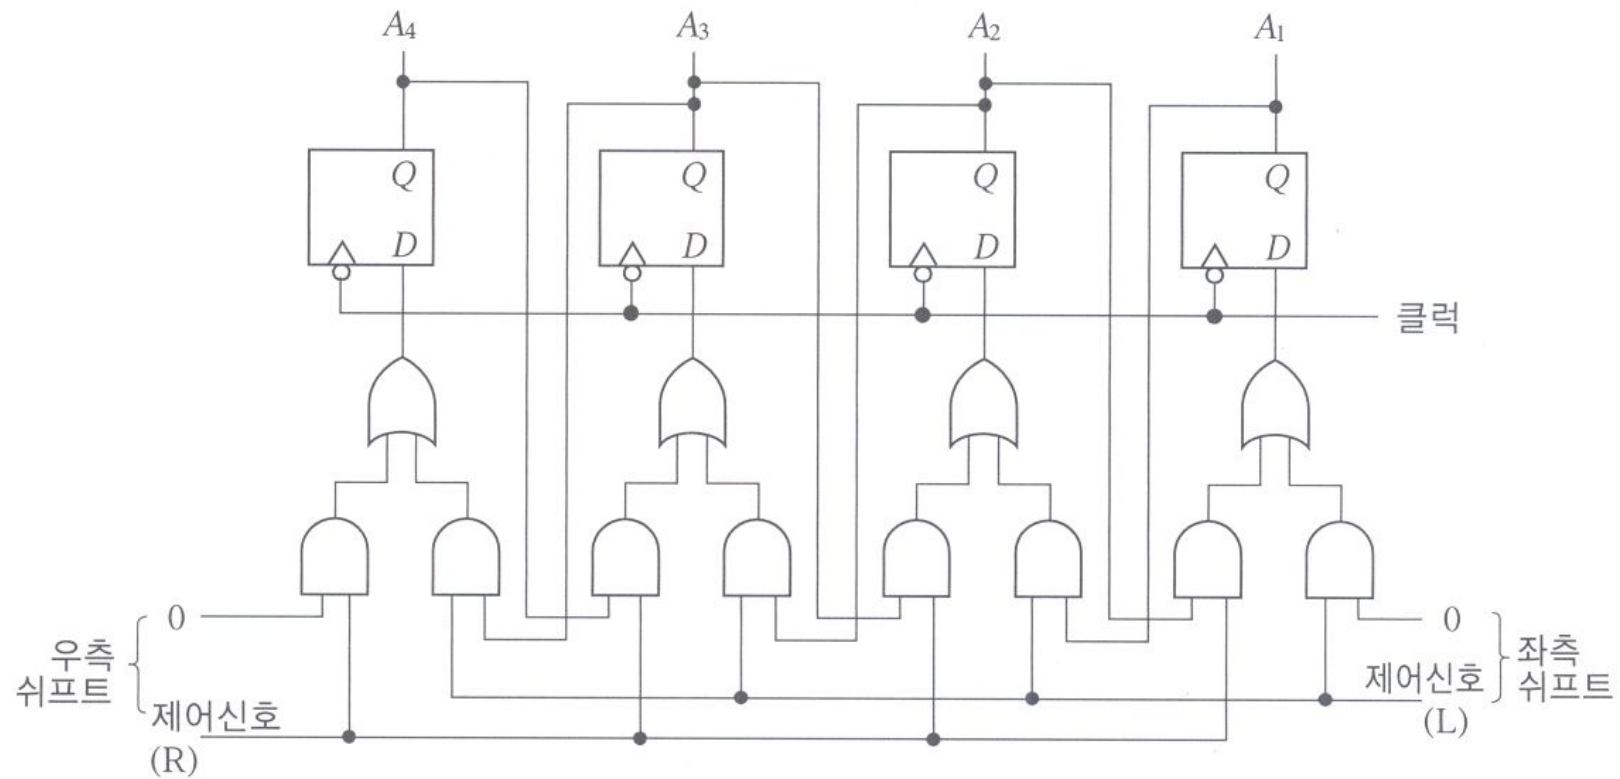 A4 A3 A2 A1
Q Q Q Q
D D D D
클럭
0 0
우측 좌측
쉬프트 쉬프트
제어신호 제어신호
(R) (L)